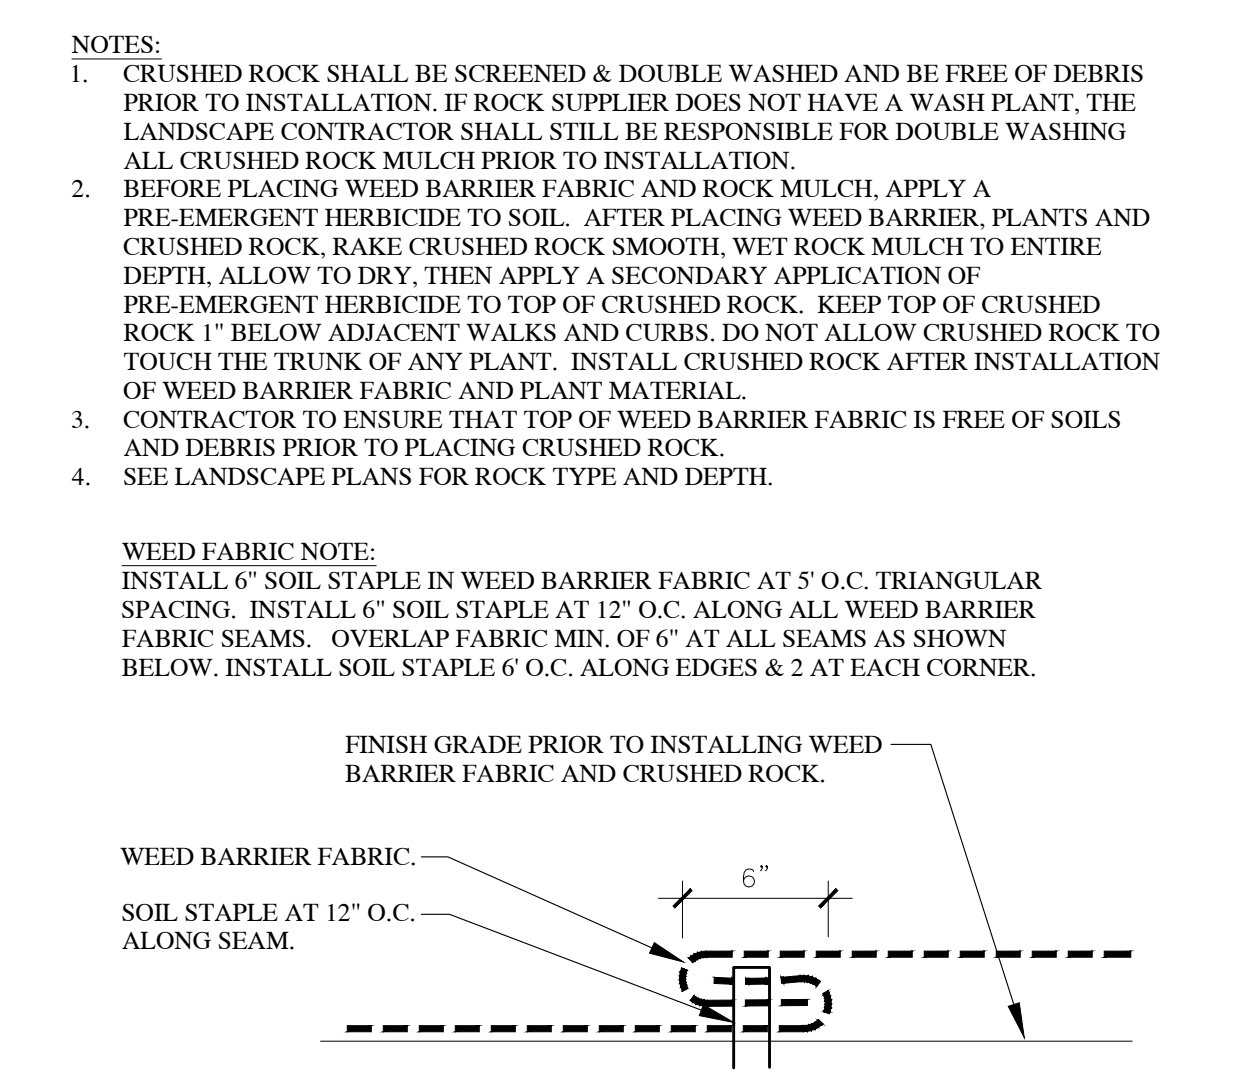 NOTES:
1. CRUSHED ROCK SHALL BE SCREENED & DOUBLE WASHED AND BE FREE OF DEBRIS
PRIOR TO INSTALLATION. IF ROCK SUPPLIER DOES NOT HAVE A WASH PLANT, THE
LANDSCAPE CONTRACTOR SHALL STILL BE RESPONSIBLE FOR DOUBLE WASHING
ALL CRUSHED ROCK MULCH PRIOR TO INSTALLATION.
2. BEFORE PLACING WEED BARRIER FABRIC AND ROCK MULCH, APPLY A
PRE-EMERGENT HERBICIDE TO SOIL. AFTER PLACING WEED BARRIER, PLANTS AND
CRUSHED ROCK, RAKE CRUSHED ROCK SMOOTH, WET ROCK MULCH TO ENTIRE
DEPTH, ALLOW TO DRY, THEN APPLY A SECONDARY APPLICATION OF
PRE-EMERGENT HERBICIDE TO TOP OF CRUSHED ROCK. KEEP TOP OF CRUSHED
ROCK 1" BELOW ADJACENT WALKS AND CURBS. DO NOT ALLOW CRUSHED ROCK TO
TOUCH THE TRUNK OF ANY PLANT. INSTALL CRUSHED ROCK AFTER INSTALLATION
OF WEED BARRIER FABRIC AND PLANT MATERIAL.
3. CONTRACTOR TO ENSURE THAT TOP OF WEED BARRIER FABRIC IS FREE OF SOILS
AND DEBRIS PRIOR TO PLACING CRUSHED ROCK.
4. SEE LANDSCAPE PLANS FOR ROCK TYPE AND DEPTH.
WEED FABRIC NOTE:
INSTALL 6" SOIL STAPLE IN WEED BARRIER FABRIC AT 5' O.C. TRIANGULAR
SPACING. INSTALL 6" SOIL STAPLE AT 12" O.C. ALONG ALL WEED BARRIER
FABRIC SEAMS. OVERLAP FABRIC MIN. OF 6" AT ALL SEAMS AS SHOWN
BELOW. INSTALL SOIL STAPLE 6' O.C. ALONG EDGES & 2 AT EACH CORNER.
FINISH GRADE PRIOR TO INSTALLING WEED
BARRIER FABRIC AND CRUSHED ROCK.
WEED BARRIER FABRIC.
6"
SOIL STAPLE AT 12" O.C.
ALONG SEAM.